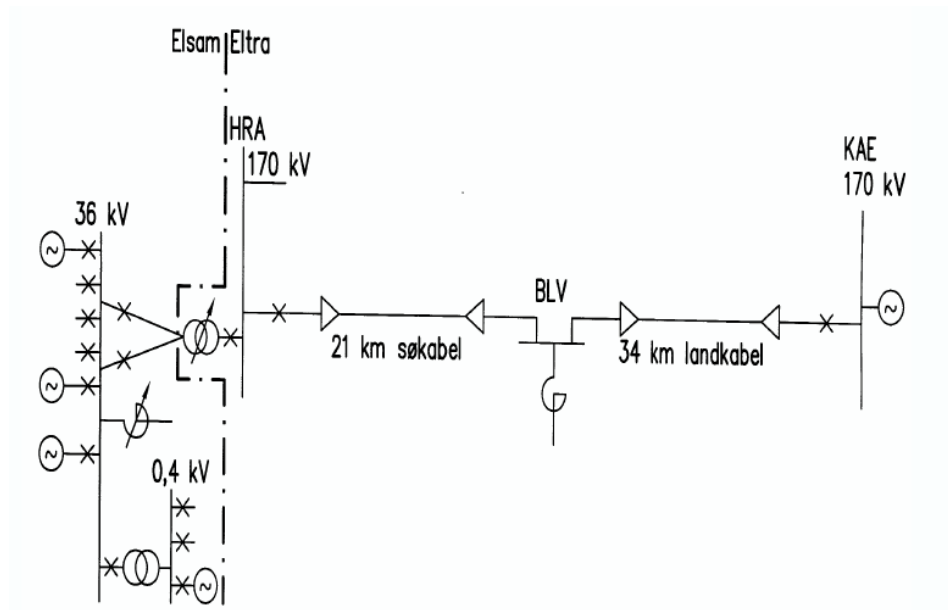 Elsam Eltra
HRA
170 kV
KAE
170 kV
36 kV
BLV
21 km søkabel
34 km landkabel
0,4 kV